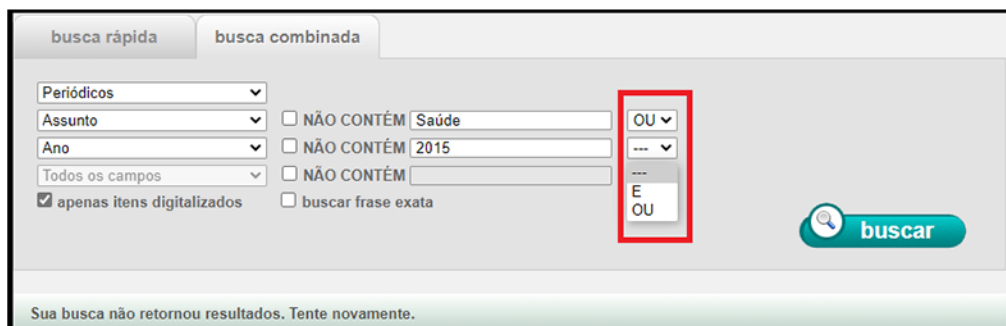 busca rápida busca combinada
Periódicos
Assunto NÃO CONTÉM Saúde OU
Ano NÃO CONTÉM 2015 ---
Todos os campos NÃO CONTÉM ---
E
apenas itens digitalizados buscar frase exata OU
buscar
Sua busca não retornou resultados. Tente novamente.